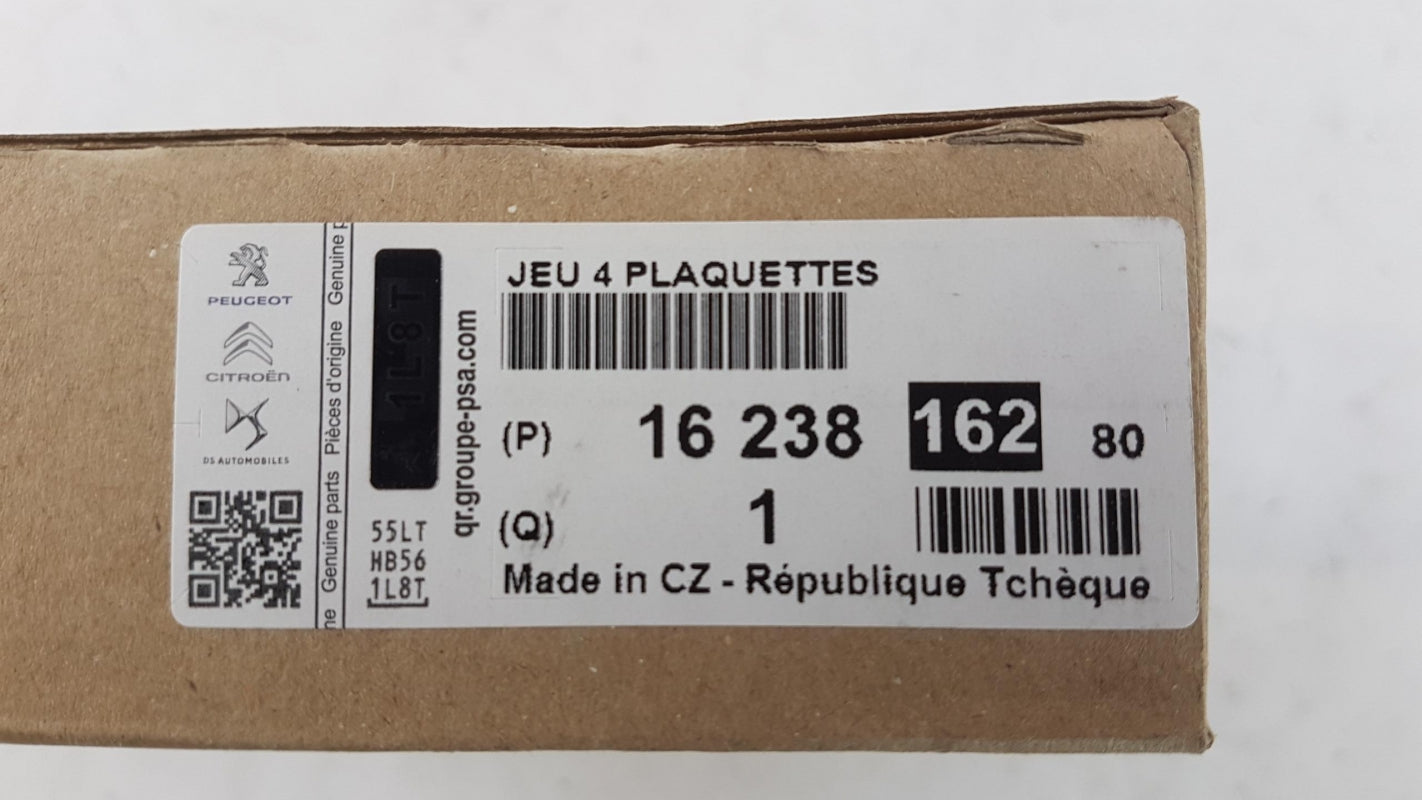 PEUGEOT
CITROËN
DS AUTOMOBILES
ne Genuine parts Pièces d'origine Genuine p
1L8T
55LT
HB56
1L8T
qr.groupe-psa.com
JEU 4 PLAQUETTES
(P) 16 238 162 80
(Q) 1
Made in CZ - République Tchèque